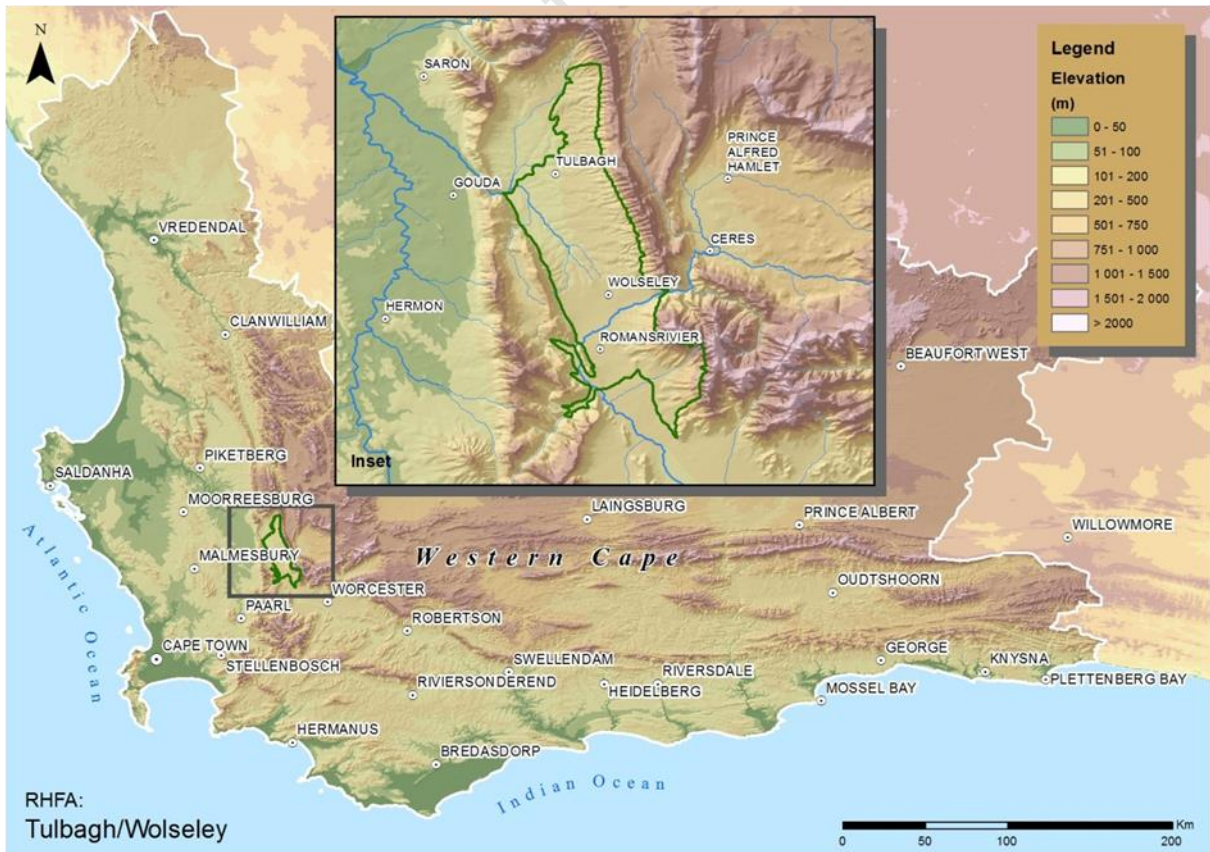 N
SARON
PRINCE
ALFRED
HAMLET
TULBAGH
GOUDA
CERES
WOLSELEY
HERMON
ROMANSRIVIER
Inset
Legend
Elevation
(m)
0 - 50
51 - 100
101 - 200
201 - 500
501 - 750
751 - 1 000
1 001 - 1 500
1 501 - 2 000
> 2000
VREDENDAL
CLANWILLIAM
BEAUFORT WEST
PIKETBERG
SALDANHA
MOORREESBURG
LAINGSBURG
PRINCE ALBERT
WILLOWMORE
Atlantic Ocean
MALMESBURY
Western Cape
OUDTSHOORN
WORCESTER
PAARL
ROBERTSON
CAPE TOWN
STELLENBOSCH
SWELLENDAM
RIVERSDALE
GEORGE
KNYSNA
PLETTENBERG BAY
RIVIERSONDEREND
HEIDELBERG
MOSSEL BAY
HERMANUS
BREDASDORP
Indian Ocean
RHFA:
Tulbagh/Wolseley
Km
0 50 100 200